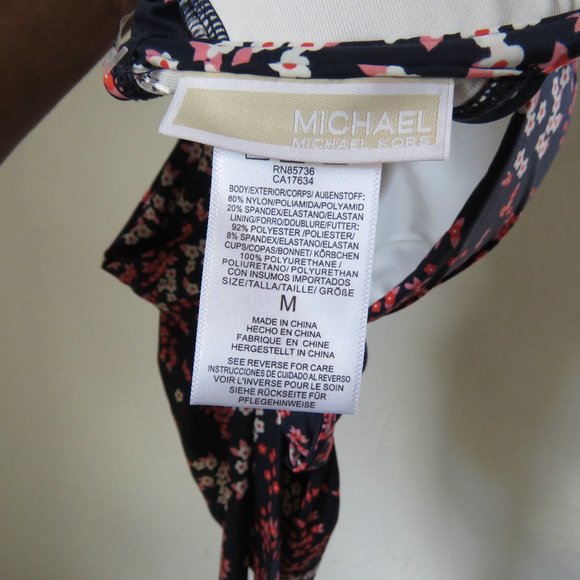 MICHAEL
MICHAEL KORS
RN85736
CA17634
BODY/EXTERIOR/CORPS/ AUßENSTOFF:
80% NYLON/POLIAMIDA/POLYAMID
20% SPANDEX/ELASTANO/ELASTAN
LINING/FORRO/DOUBLURE/FUTTER:
92% POLYESTER /POLIESTER/
8% SPANDEX/ELASTANO/ELASTAN
CUPS/COPAS/BONNET/ KÖRBCHEN
100% POLYURETHANE /
POLIURETANO / POLYURETHAN
CON INSUMOS IMPORTADOS
SIZE/TALLA/TAILLE/ GRÖßE
M
MADE IN CHINA
HECHO EN CHINA
FABRIQUE EN CHINE
HERGESTELLT IN CHINA
SEE REVERSE FOR CARE
INSTRUCCIONES DE CUIDADO AL REVERSO
VOIR L'INVERSE POUR LE SOIN
SIEHE RÜCKSEITE FÜR
PFLEGEHINWEISE